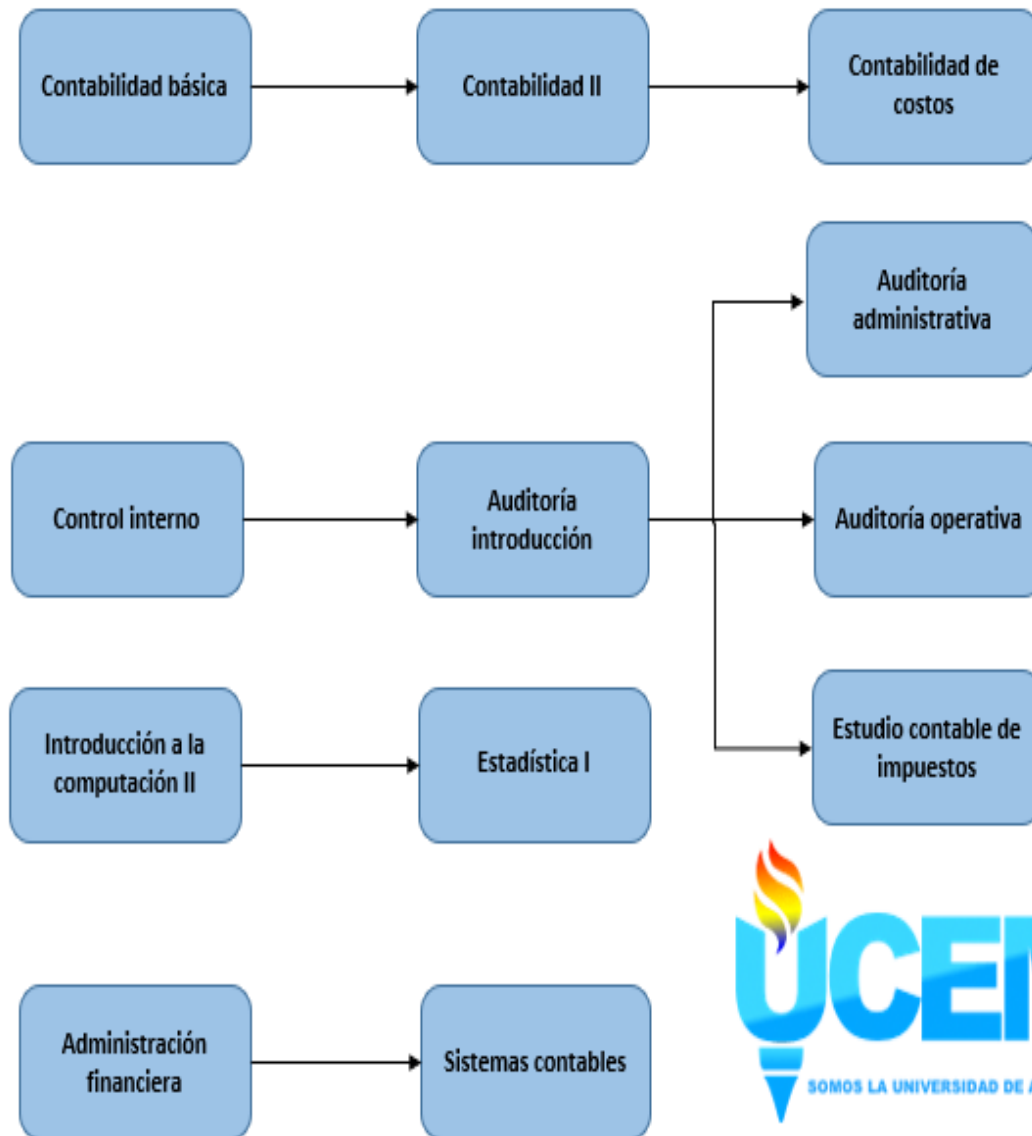 Contabilidad básica
Contabilidad II
Contabilidad de
costos
Auditoría
administrativa
Control interno
Auditoría
introducción
Auditoría operativa
Introducción a la
computación II
Estadística I
Estudio contable de
impuestos
Administración
financiera
Sistemas contables
UCE
SOMOS LA UNIVERSIDAD DE